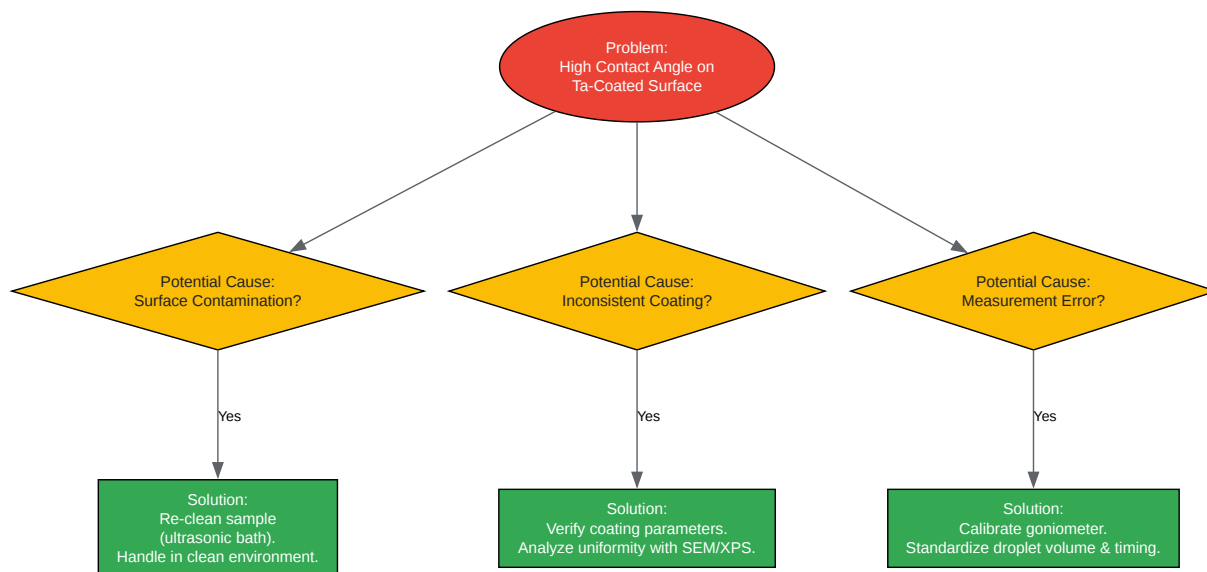 Problem:
High Contact Angle on
Ta-Coated Surface
Potential Cause:
Surface Contamination?
Potential Cause:
Inconsistent Coating?
Potential Cause:
Measurement Error?
Yes
Yes
Yes
Solution:
Re-clean sample
(ultrasonic bath).
Handle in clean environment.
Solution:
Verify coating parameters.
Analyze uniformity with SEM/XPS.
Solution:
Calibrate goniometer.
Standardize droplet volume & timing.